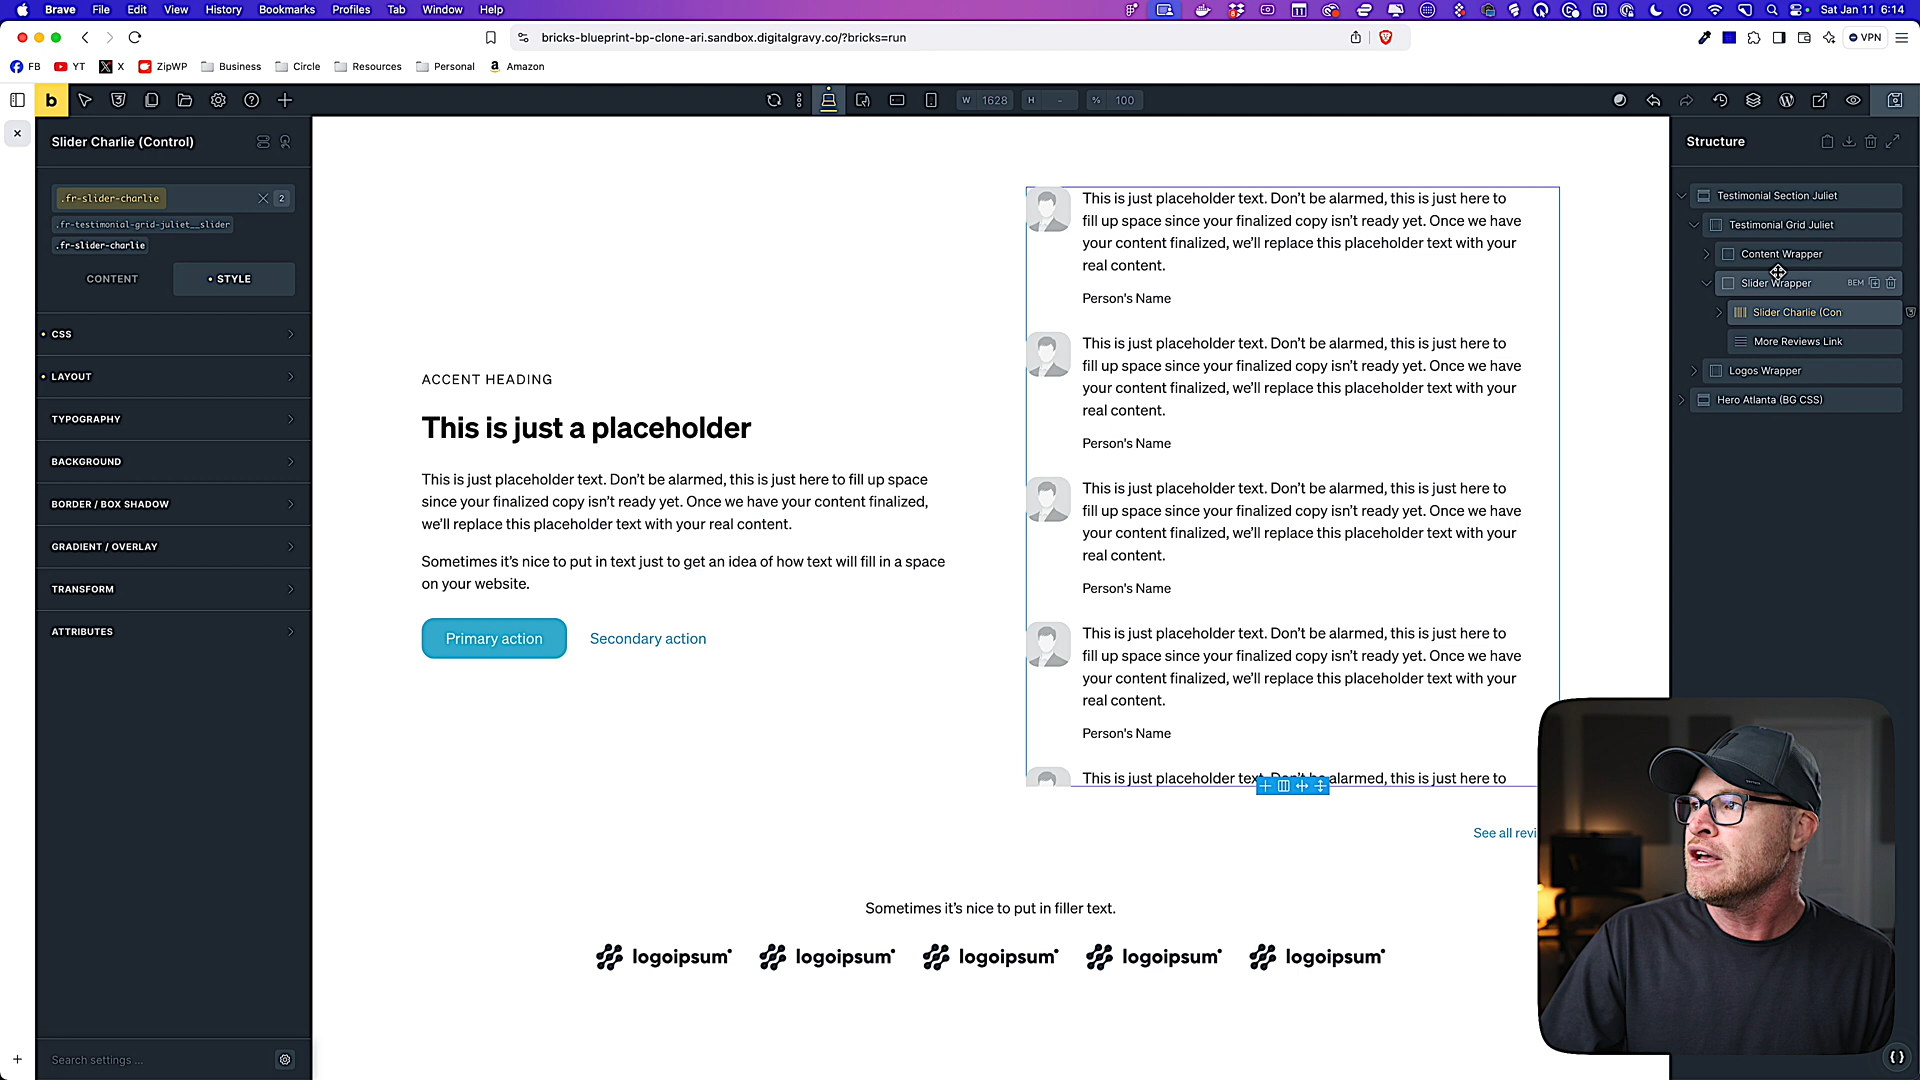 Brave File Edit View History Bookmarks Profiles Tab Window Help
Sat Jan 11 6:14
bricks-blueprint-bp-clone-ari.sandbox.digitalgravy.co/?bricks=run
VPN
FB YT X ZipWP Business Circle Resources Personal Amazon
b
W 1628 H - % 100
Slider Charlie (Control)
.fr-slider-charlie 2
.fr-testimonial-grid-juliet__slider
.fr-slider-charlie
CONTENT
STYLE
CSS
LAYOUT
TYPOGRAPHY
BACKGROUND
BORDER / BOX SHADOW
GRADIENT / OVERLAY
TRANSFORM
ATTRIBUTES
Search settings ...
ACCENT HEADING
This is just a placeholder
This is just placeholder text. Don't be alarmed, this is just here to fill up space
since your finalized copy isn't ready yet. Once we have your content finalized,
we'll replace this placeholder text with your real content.
Sometimes it's nice to put in text just to get an idea of how text will fill in a space
on your website.
Primary action
Secondary action
This is just placeholder text. Don't be alarmed, this is just here to
fill up space since your finalized copy isn't ready yet. Once we have
your content finalized, we'll replace this placeholder text with your
real content.
Person's Name
This is just placeholder text. Don't be alarmed, this is just here to
fill up space since your finalized copy isn't ready yet. Once we have
your content finalized, we'll replace this placeholder text with your
real content.
Person's Name
This is just placeholder text. Don't be alarmed, this is just here to
fill up space since your finalized copy isn't ready yet. Once we have
your content finalized, we'll replace this placeholder text with your
real content.
Person's Name
This is just placeholder text. Don't be alarmed, this is just here to
fill up space since your finalized copy isn't ready yet. Once we have
your content finalized, we'll replace this placeholder text with your
real content.
Person's Name
This is just placeholder text. Don't be alarmed, this is just here to
See all revi
Sometimes it's nice to put in filler text.
logoipsum logoipsum logoipsum logoipsum logoipsum
Structure
Testimonial Section Juliet
Testimonial Grid Juliet
Content Wrapper
Slider Wrapper BEM
Slider Charlie (Con
More Reviews Link
Logos Wrapper
Hero Atlanta (BG CSS)